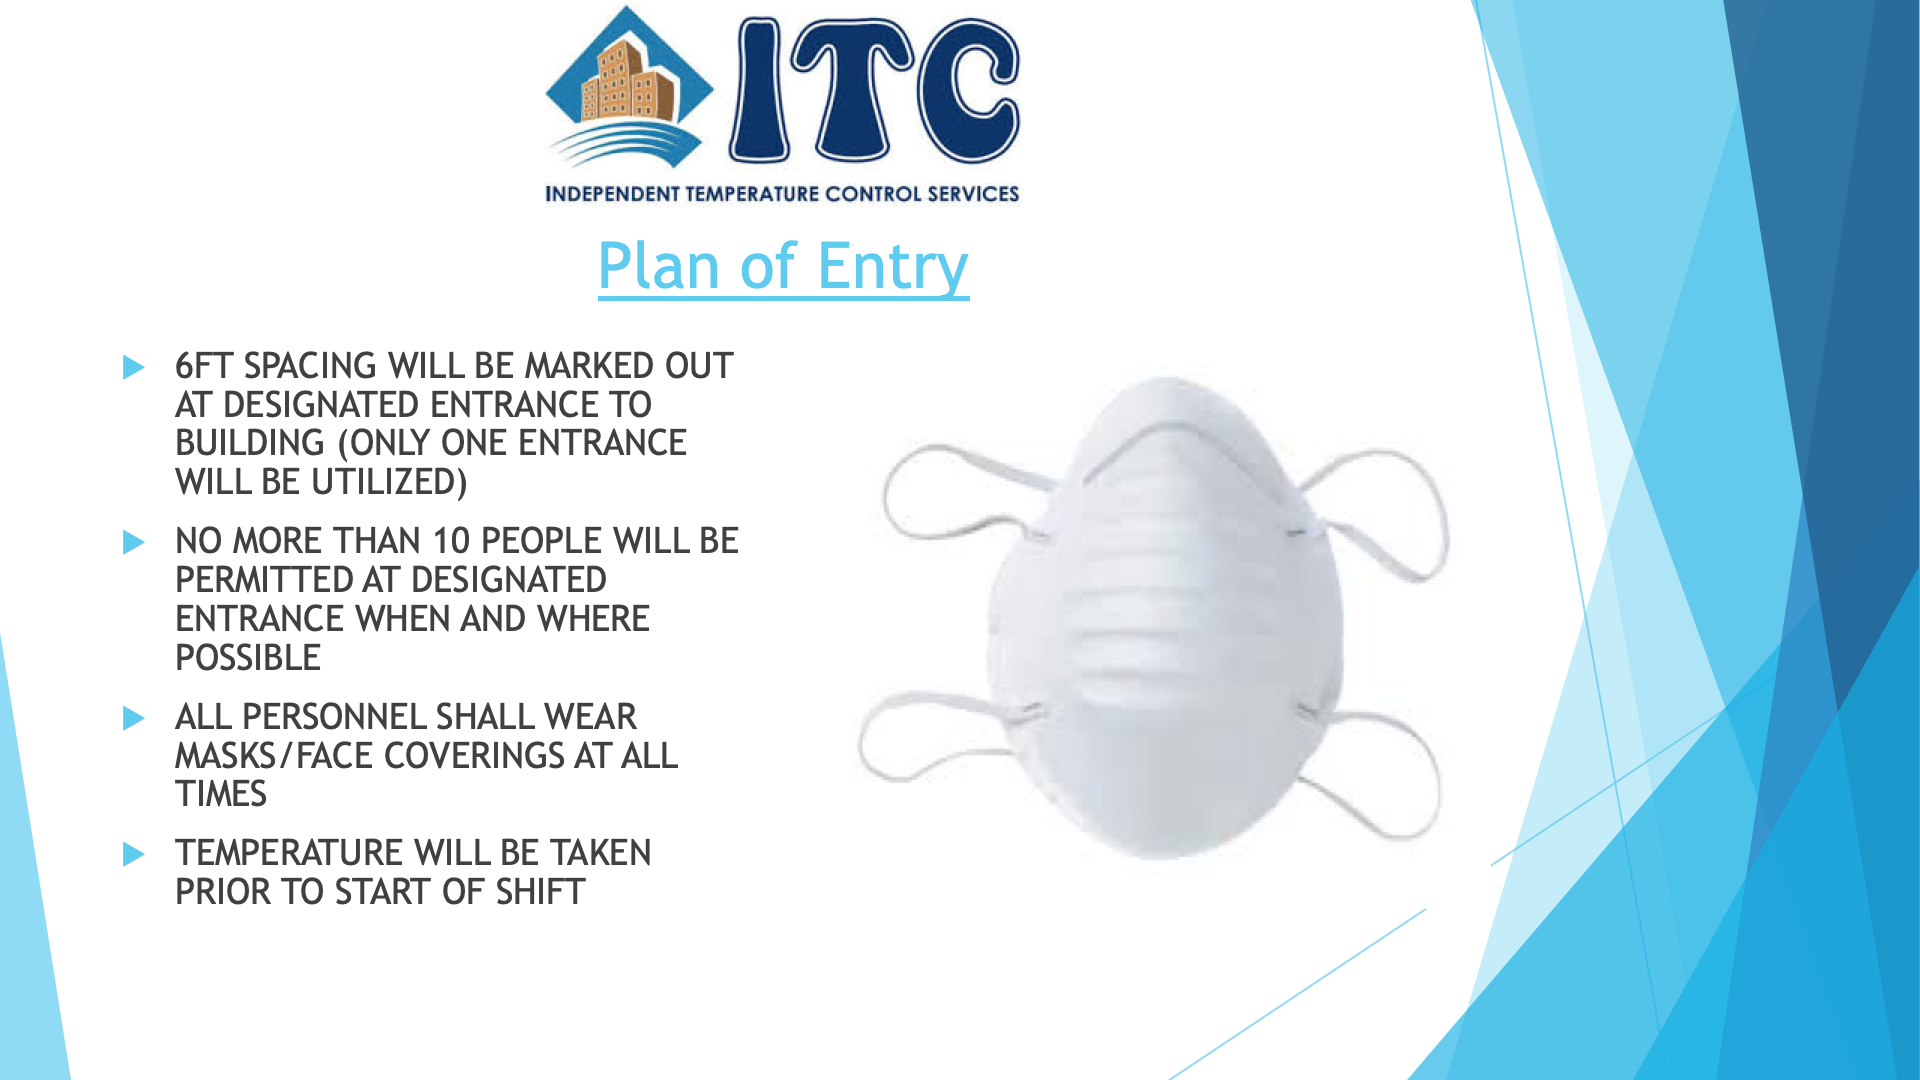 ITC
INDEPENDENT TEMPERATURE CONTROL SERVICES
Plan of Entry
6FT SPACING WILL BE MARKED OUT
AT DESIGNATED ENTRANCE TO
BUILDING (ONLY ONE ENTRANCE
WILL BE UTILIZED)
NO MORE THAN 10 PEOPLE WILL BE
PERMITTED AT DESIGNATED
ENTRANCE WHEN AND WHERE
POSSIBLE
ALL PERSONNEL SHALL WEAR
MASKS/FACE COVERINGS AT ALL
TIMES
TEMPERATURE WILL BE TAKEN
PRIOR TO START OF SHIFT